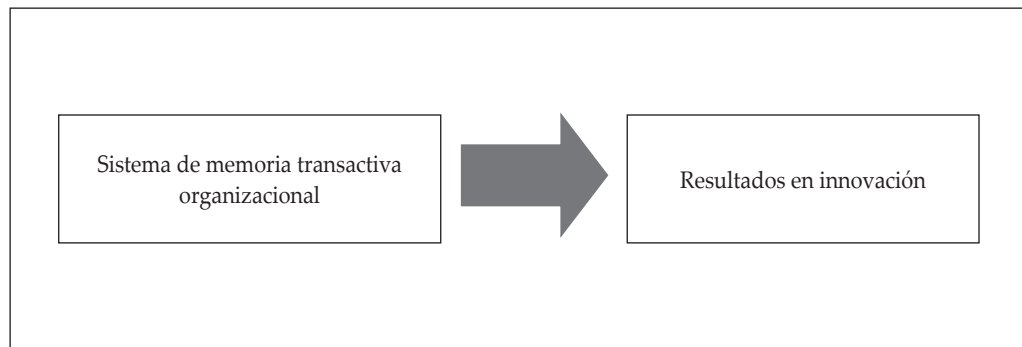 Sistema de memoria transactiva
organizacional
Resultados en innovación